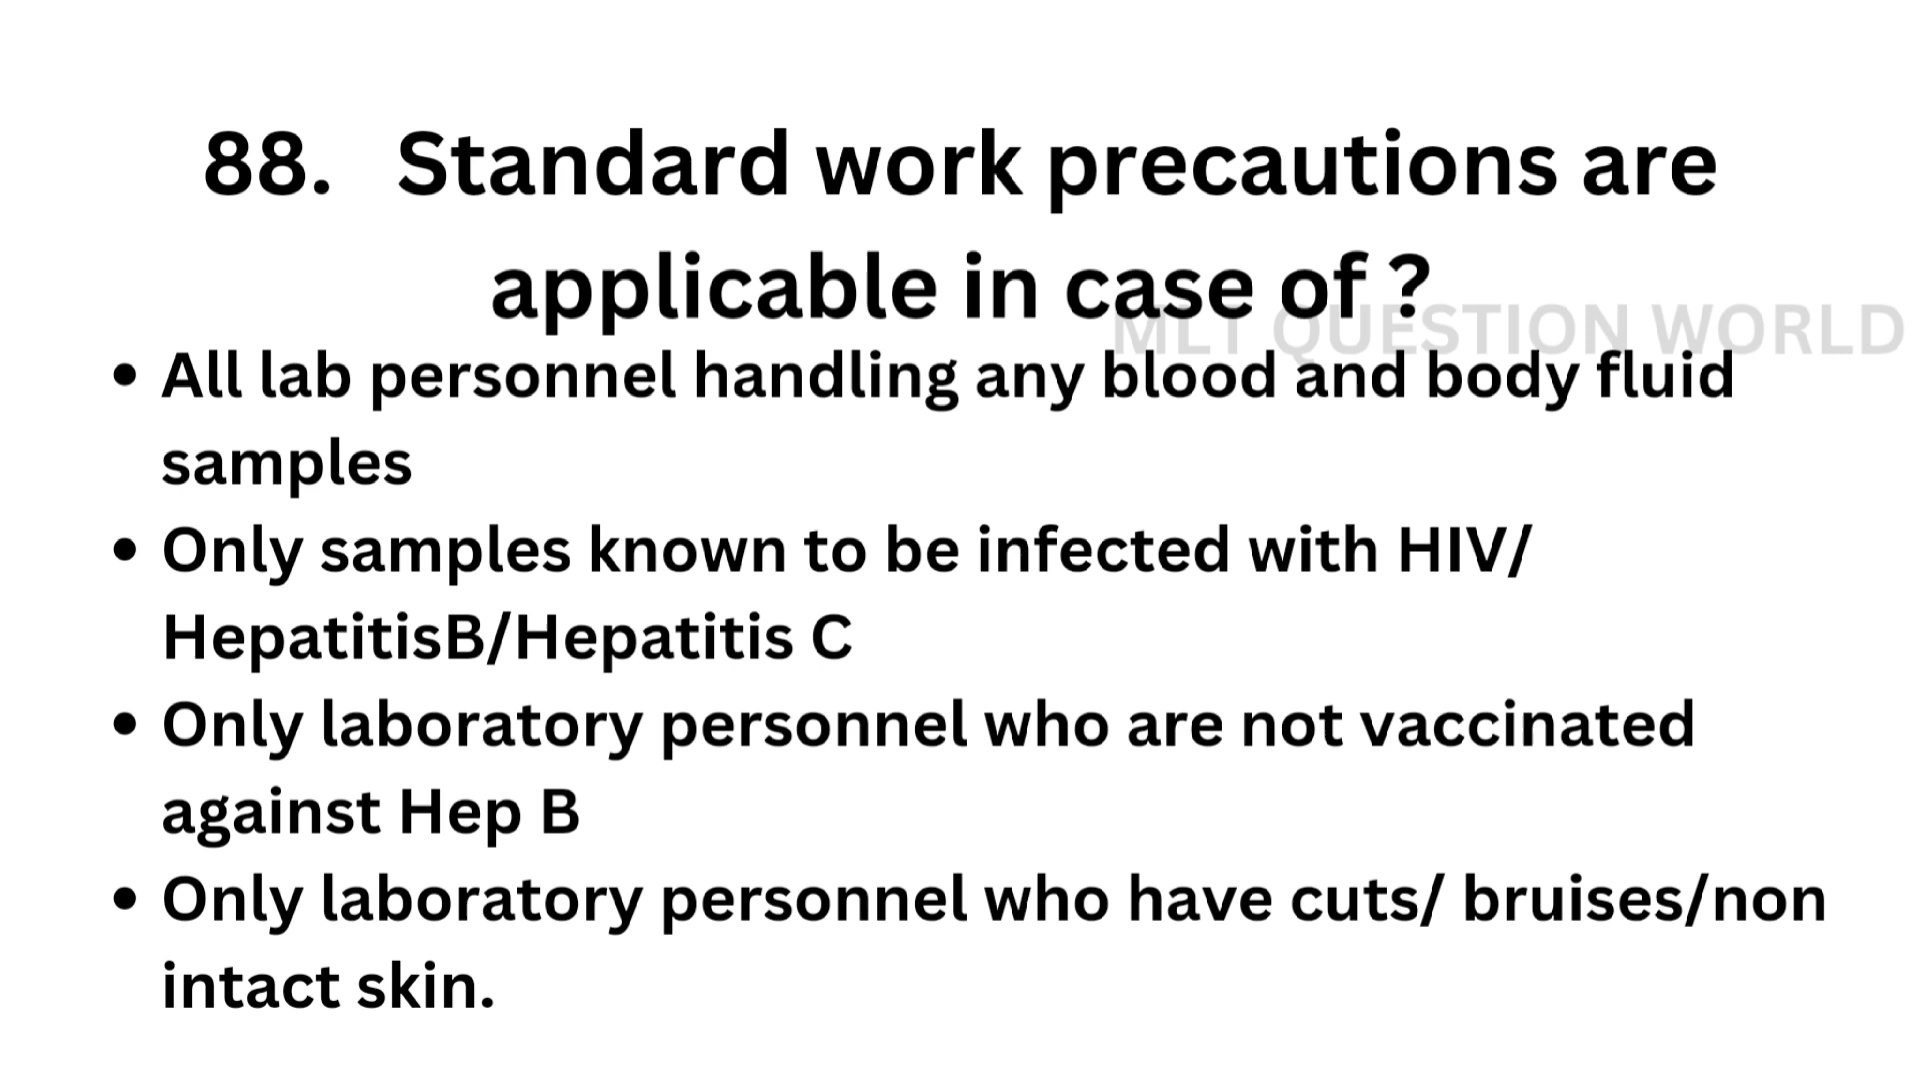 88. Standard work precautions are
applicable in case of ?
MLT QUESTION WORLD
• All lab personnel handling any blood and body fluid
samples
• Only samples known to be infected with HIV/
HepatitisB/Hepatitis C
• Only laboratory personnel who are not vaccinated
against Hep B
• Only laboratory personnel who have cuts/ bruises/non
intact skin.